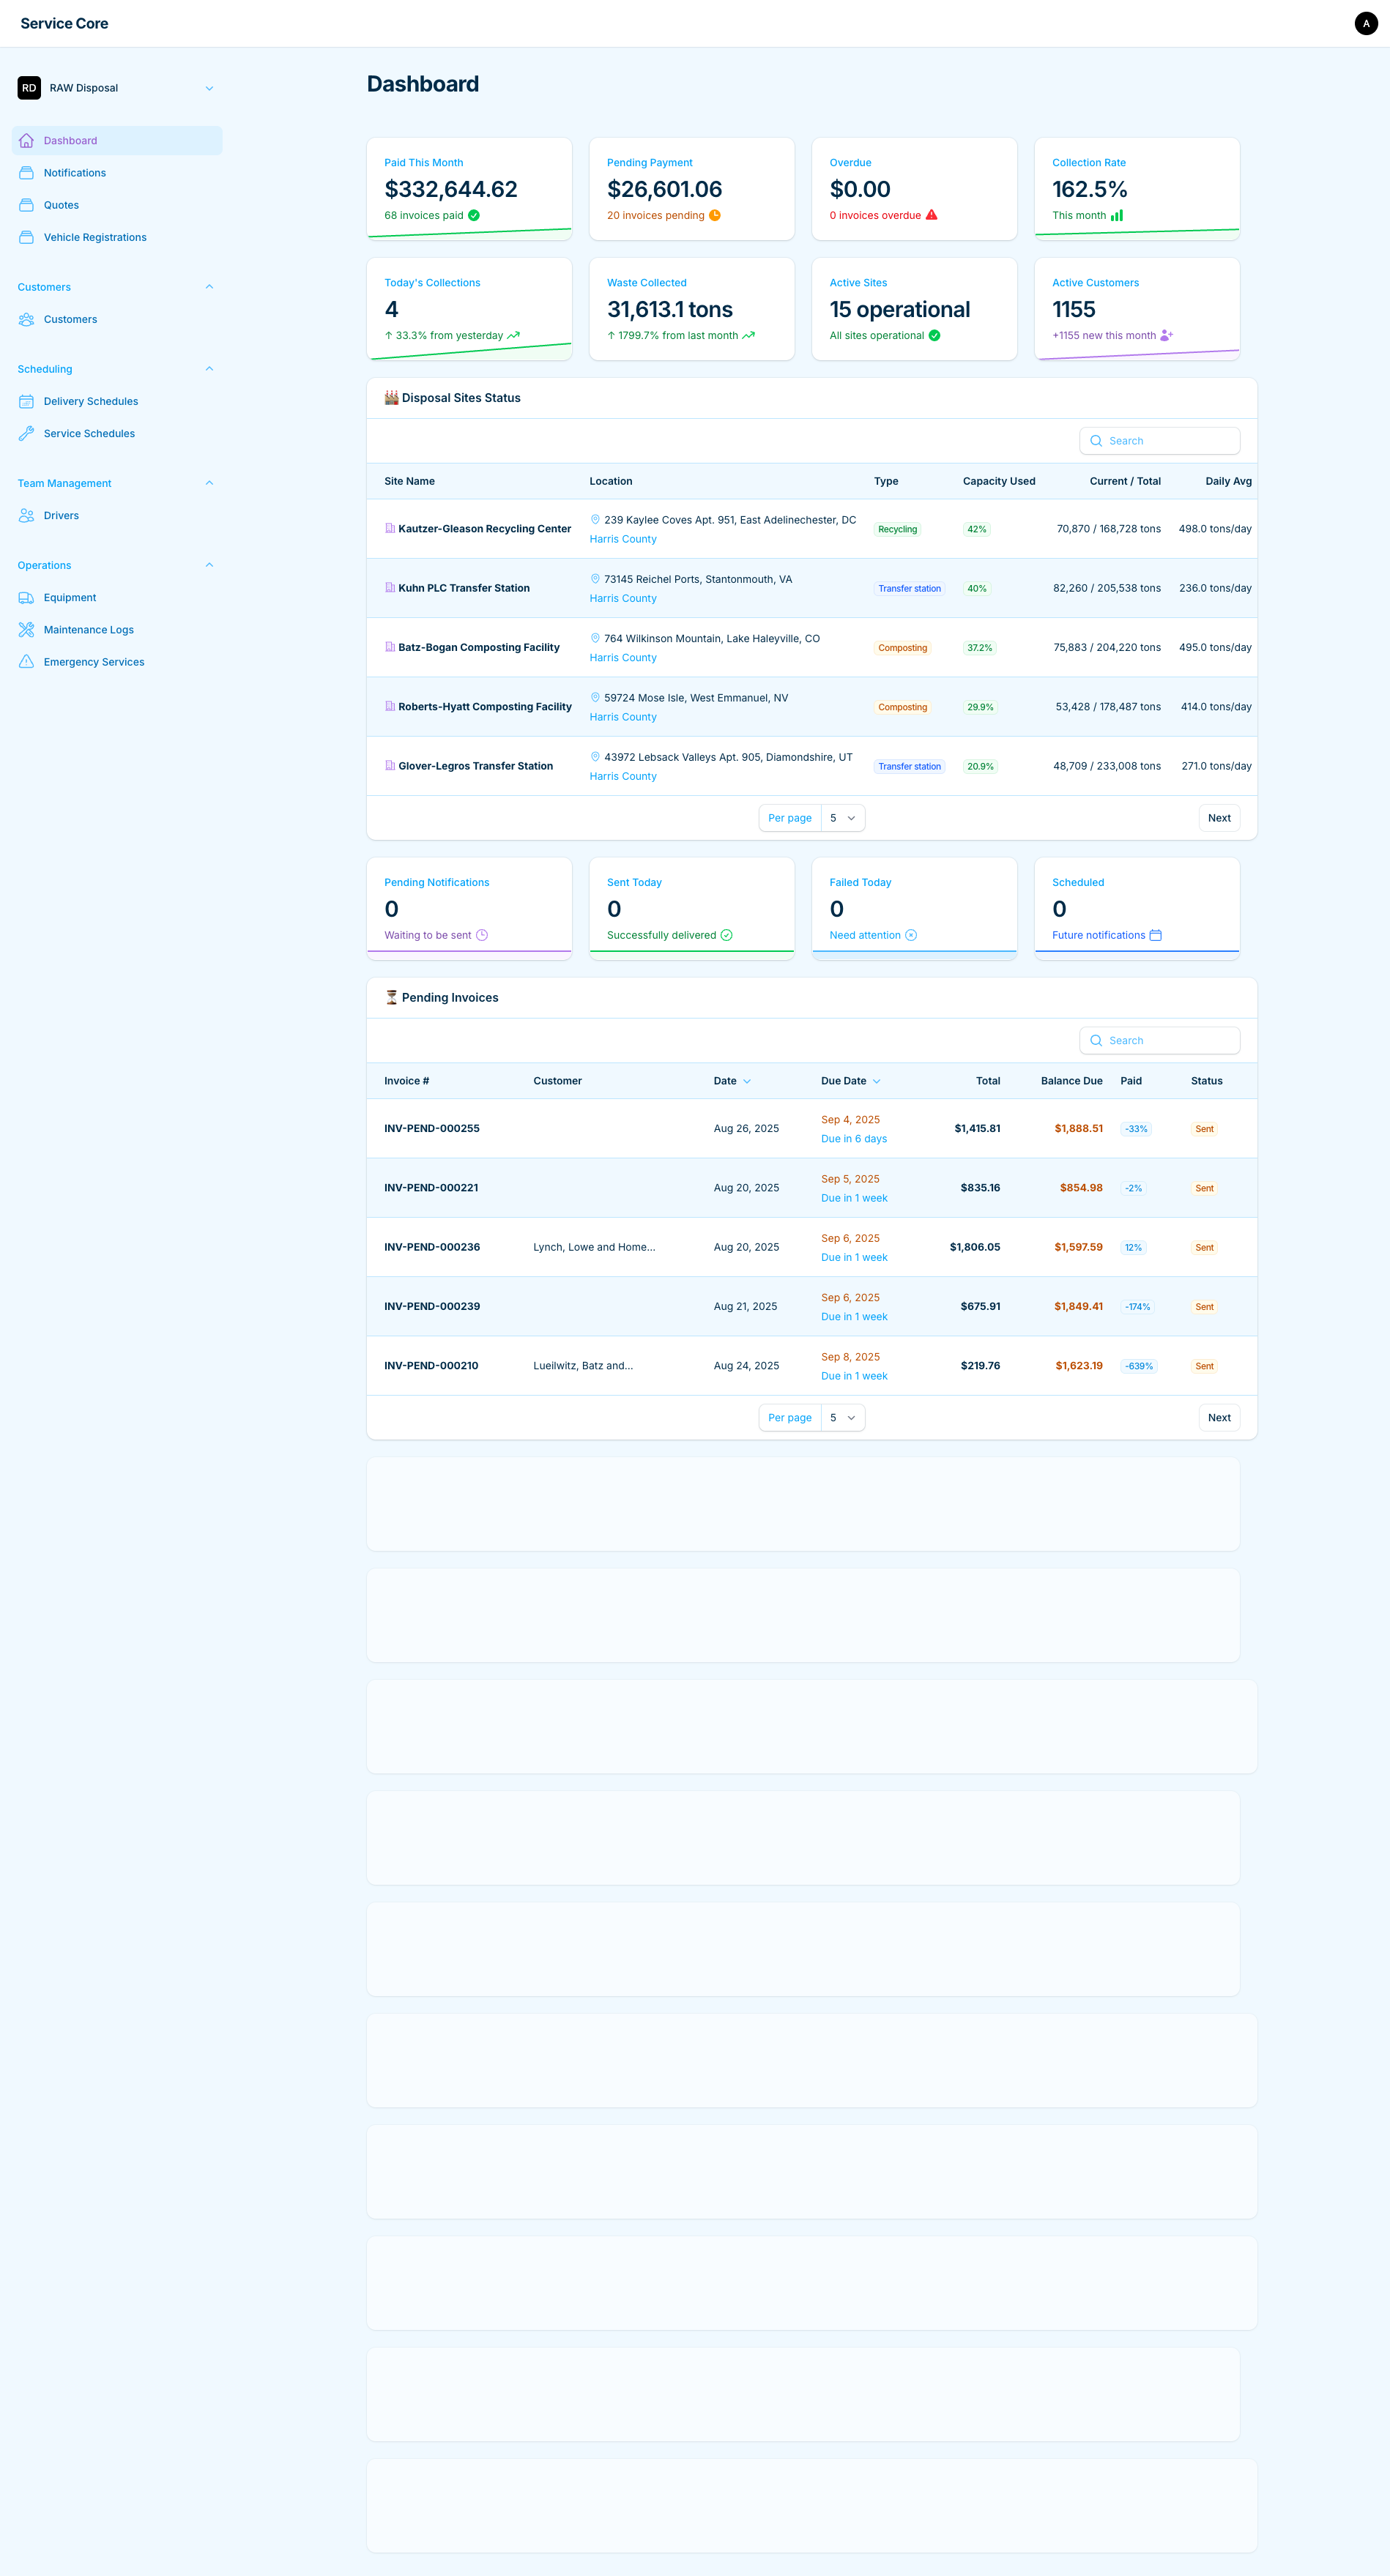 Service Core
A
RD RAW Disposal
Dashboard
Notifications
Quotes
Vehicle Registrations
Customers
Customers
Scheduling
Delivery Schedules
Service Schedules
Team Management
Drivers
Operations
Equipment
Maintenance Logs
Emergency Services
Dashboard
Paid This Month
$332,644.62
68 invoices paid
Pending Payment
$26,601.06
20 invoices pending
Overdue
$0.00
0 invoices overdue
Collection Rate
162.5%
This month
Today's Collections
4
↑ 33.3% from yesterday
Waste Collected
31,613.1 tons
↑ 1799.7% from last month
Active Sites
15 operational
All sites operational
Active Customers
1155
+1155 new this month
Disposal Sites Status
Search
Site Name Location Type Capacity Used Current / Total Daily Avg
Kautzer-Gleason Recycling Center 239 Kaylee Coves Apt. 951, East Adelinechester, DC Recycling 42% 70,870 / 168,728 tons 498.0 tons/day
Harris County
Kuhn PLC Transfer Station 73145 Reichel Ports, Stantonmouth, VA Transfer station 40% 82,260 / 205,538 tons 236.0 tons/day
Harris County
Batz-Bogan Composting Facility 764 Wilkinson Mountain, Lake Haleyville, CO Composting 37.2% 75,883 / 204,220 tons 495.0 tons/day
Harris County
Roberts-Hyatt Composting Facility 59724 Mose Isle, West Emmanuel, NV Composting 29.9% 53,428 / 178,487 tons 414.0 tons/day
Harris County
Glover-Legros Transfer Station 43972 Lebsack Valleys Apt. 905, Diamondshire, UT Transfer station 20.9% 48,709 / 233,008 tons 271.0 tons/day
Harris County
Per page 5 Next
Pending Notifications
0
Waiting to be sent
Sent Today
0
Successfully delivered
Failed Today
0
Need attention
Scheduled
0
Future notifications
Pending Invoices
Search
Invoice # Customer Date Due Date Total Balance Due Paid Status
INV-PEND-000255 Aug 26, 2025 Sep 4, 2025 $1,415.81 $1,888.51 -33% Sent
Due in 6 days
INV-PEND-000221 Aug 20, 2025 Sep 5, 2025 $835.16 $854.98 -2% Sent
Due in 1 week
INV-PEND-000236 Lynch, Lowe and Home... Aug 20, 2025 Sep 6, 2025 $1,806.05 $1,597.59 12% Sent
Due in 1 week
INV-PEND-000239 Aug 21, 2025 Sep 6, 2025 $675.91 $1,849.41 -174% Sent
Due in 1 week
INV-PEND-000210 Lueilwitz, Batz and... Aug 24, 2025 Sep 8, 2025 $219.76 $1,623.19 -639% Sent
Due in 1 week
Per page 5 Next